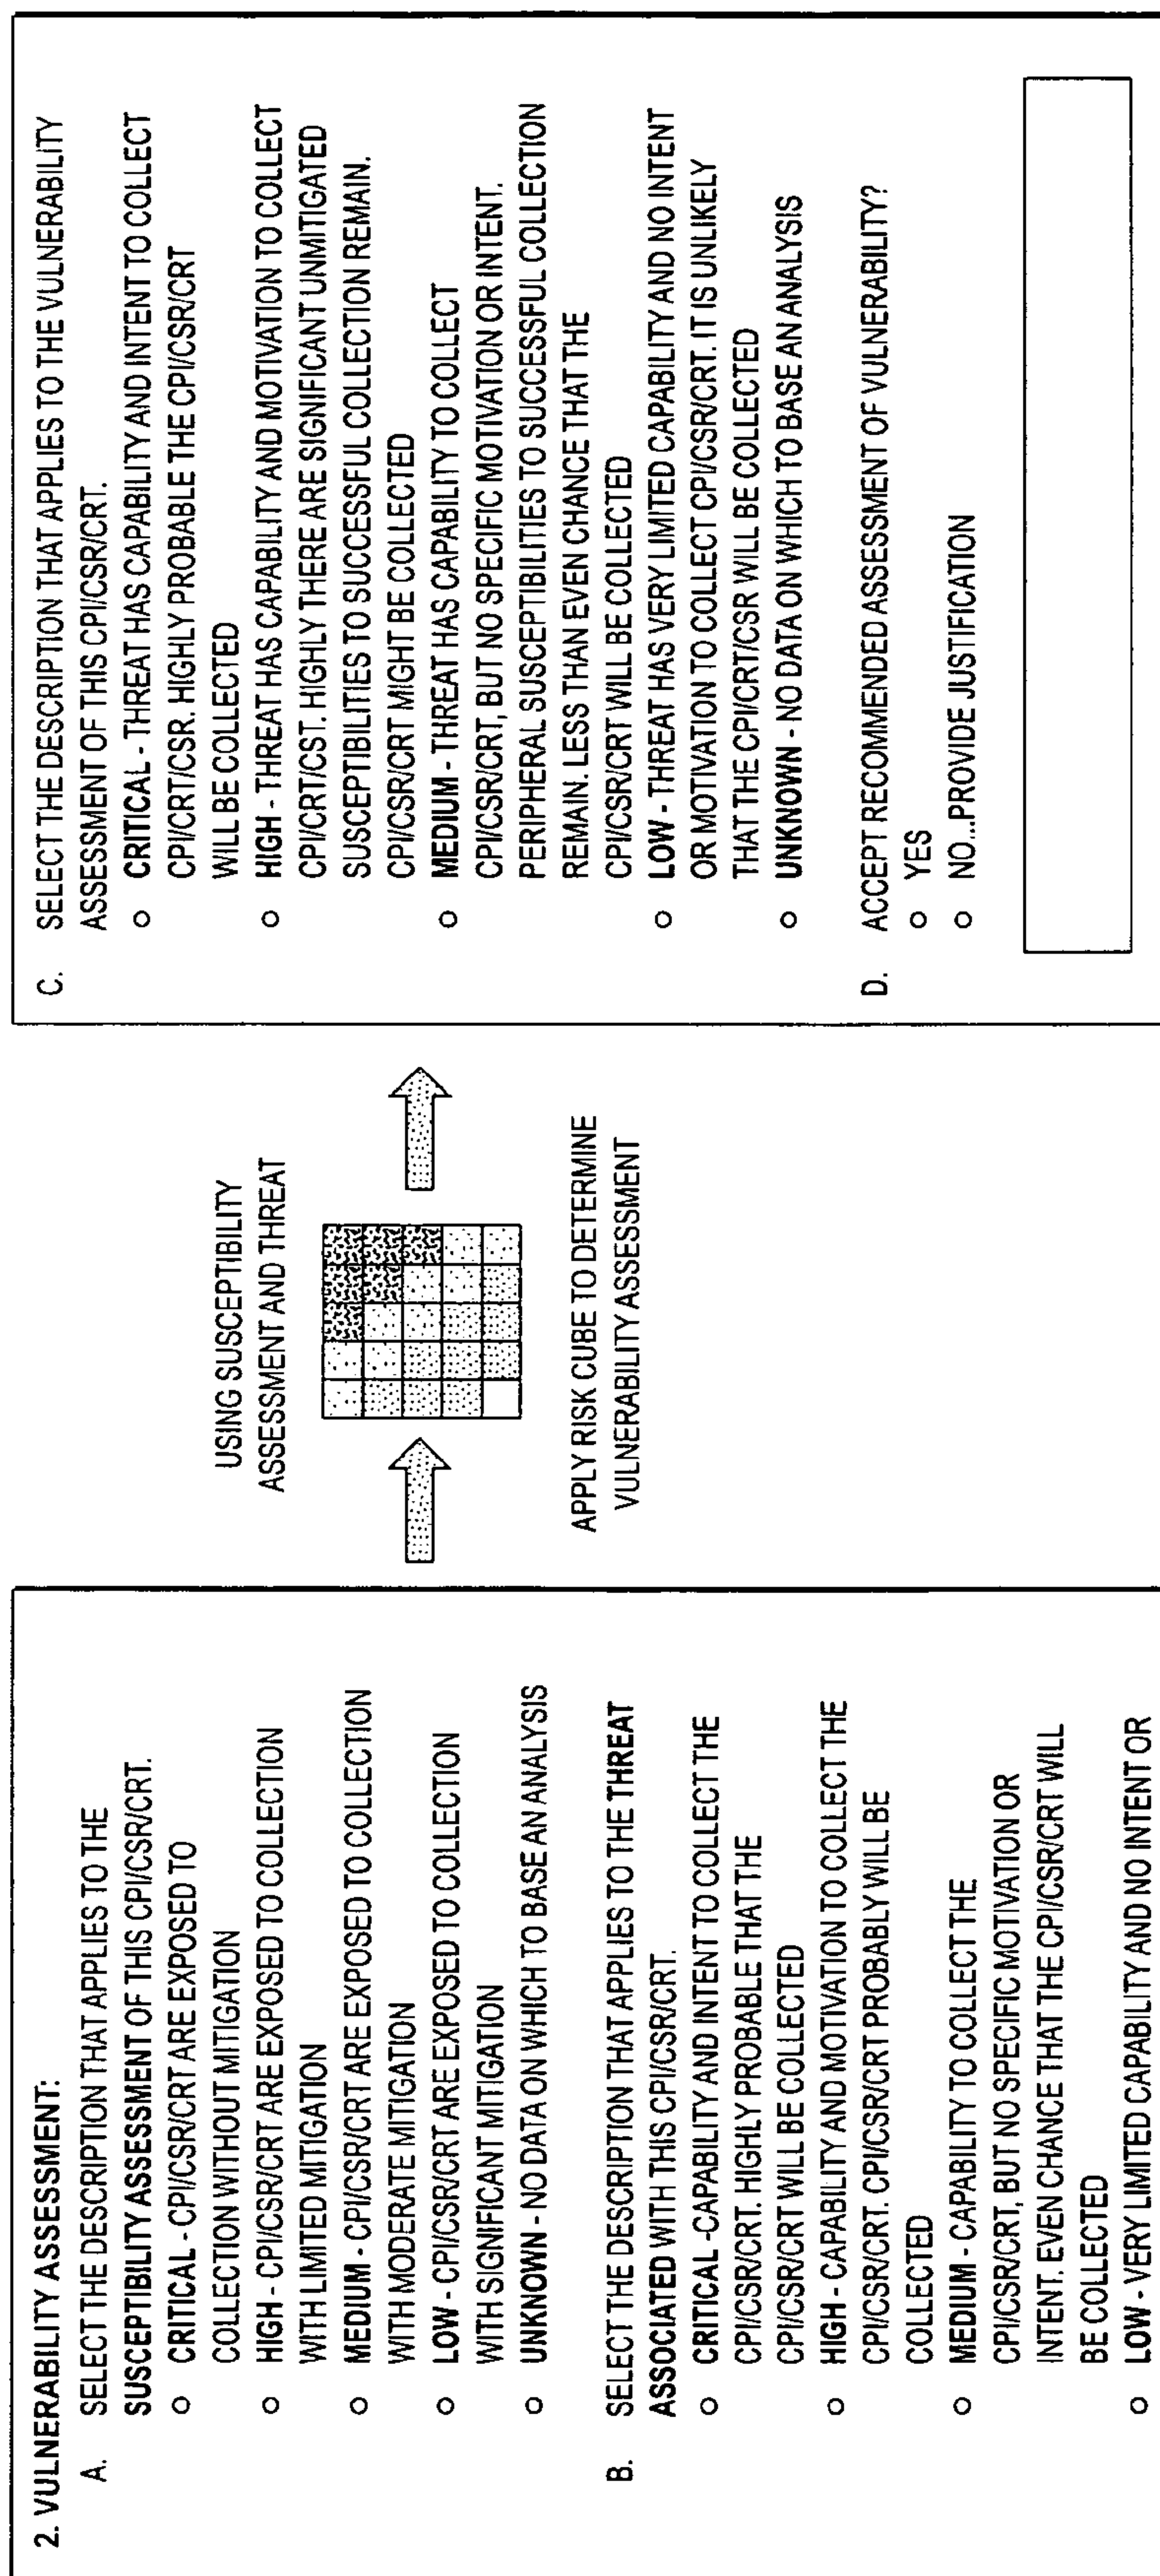 2. VULNERABILITY ASSESSMENT:
A. SELECT THE DESCRIPTION THAT APPLIES TO THE
SUSCEPTIBILITY ASSESSMENT OF THIS CPI/CSR/CRT.
○ CRITICAL - CPI/CSR/CRT ARE EXPOSED TO
COLLECTION WITHOUT MITIGATION
○ HIGH - CPI/CSR/CRT ARE EXPOSED TO COLLECTION
WITH LIMITED MITIGATION
○ MEDIUM - CPI/CSR/CRT ARE EXPOSED TO COLLECTION
WITH MODERATE MITIGATION
○ LOW - CPI/CSR/CRT ARE EXPOSED TO COLLECTION
WITH SIGNIFICANT MITIGATION
○ UNKNOWN - NO DATA ON WHICH TO BASE AN ANALYSIS
B. SELECT THE DESCRIPTION THAT APPLIES TO THE THREAT
ASSOCIATED WITH THIS CPI/CSR/CRT.
○ CRITICAL -CAPABILITY AND INTENT TO COLLECT THE
CPI/CSR/CRT. HIGHLY PROBABLE THAT THE
CPI/CSR/CRT WILL BE COLLECTED
○ HIGH - CAPABILITY AND MOTIVATION TO COLLECT THE
CPI/CSR/CRT. CPI/CSR/CRT PROBABLY WILL BE
COLLECTED
○ MEDIUM - CAPABILITY TO COLLECT THE
CPI/CSR/CRT, BUT NO SPECIFIC MOTIVATION OR
INTENT. EVEN CHANCE THAT THE CPI/CSR/CRT WILL
BE COLLECTED
○ LOW - VERY LIMITED CAPABILITY AND NO INTENT OR
USING SUSCEPTIBILITY
ASSESSMENT AND THREAT
APPLY RISK CUBE TO DETERMINE
VULNERABILITY ASSESSMENT
C. SELECT THE DESCRIPTION THAT APPLIES TO THE VULNERABILITY
ASSESSMENT OF THIS CPI/CSR/CRT.
○ CRITICAL - THREAT HAS CAPABILITY AND INTENT TO COLLECT
CPI/CRT/CSR. HIGHLY PROBABLE THE CPI/CSR/CRT
WILL BE COLLECTED
○ HIGH - THREAT HAS CAPABILITY AND MOTIVATION TO COLLECT
CPI/CRT/CST. HIGHLY THERE ARE SIGNIFICANT UNMITIGATED
SUSCEPTIBILITIES TO SUCCESSFUL COLLECTION REMAIN.
CPI/CSR/CRT MIGHT BE COLLECTED
○ MEDIUM - THREAT HAS CAPABILITY TO COLLECT
CPI/CSR/CRT, BUT NO SPECIFIC MOTIVATION OR INTENT.
PERIPHERAL SUSCEPTIBILITIES TO SUCCESSFUL COLLECTION
REMAIN. LESS THAN EVEN CHANCE THAT THE
CPI/CSR/CRT WILL BE COLLECTED
○ LOW - THREAT HAS VERY LIMITED CAPABILITY AND NO INTENT
OR MOTIVATION TO COLLECT CPI/CSR/CRT. IT IS UNLIKELY
THAT THE CPI/CRT/CSR WILL BE COLLECTED
○ UNKNOWN - NO DATA ON WHICH TO BASE AN ANALYSIS
D. ACCEPT RECOMMENDED ASSESSMENT OF VULNERABILITY?
○ YES
○ NO...PROVIDE JUSTIFICATION